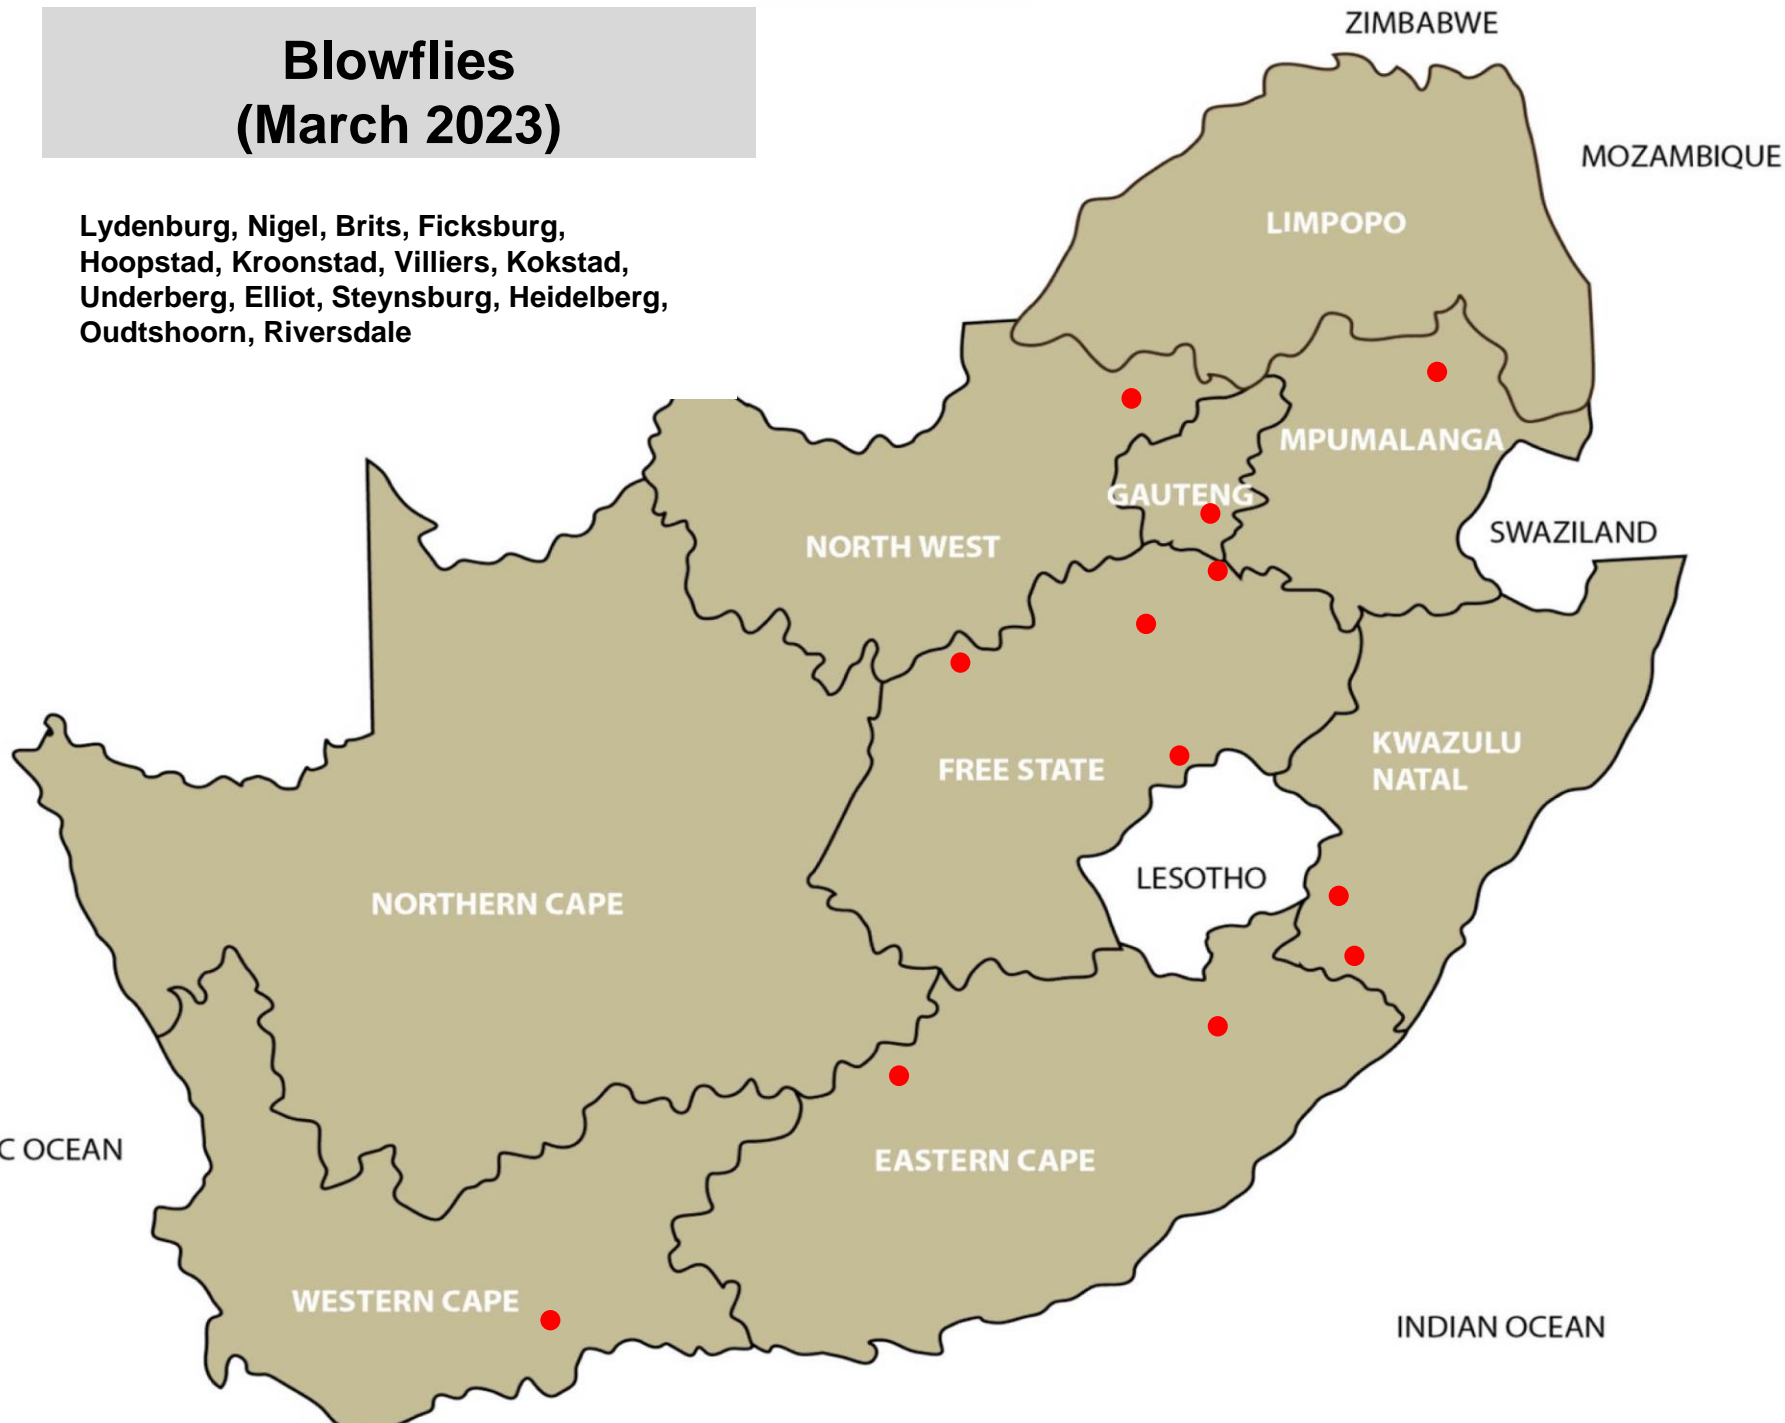 Blowflies
(March 2023)
Lydenburg, Nigel, Brits, Ficksburg,
Hoopstad, Kroonstad, Villiers, Kokstad,
Underberg, Elliot, Steynsburg, Heidelberg,
Oudtshoorn, Riversdale
ZIMBABWE
MOZAMBIQUE
LIMPOPO
MPUMALANGA
GAUTENG
SWAZILAND
NORTH WEST
KWAZULU
NATAL
FREE STATE
LESOTHO
NORTHERN CAPE
C OCEAN
EASTERN CAPE
WESTERN CAPE
INDIAN OCEAN